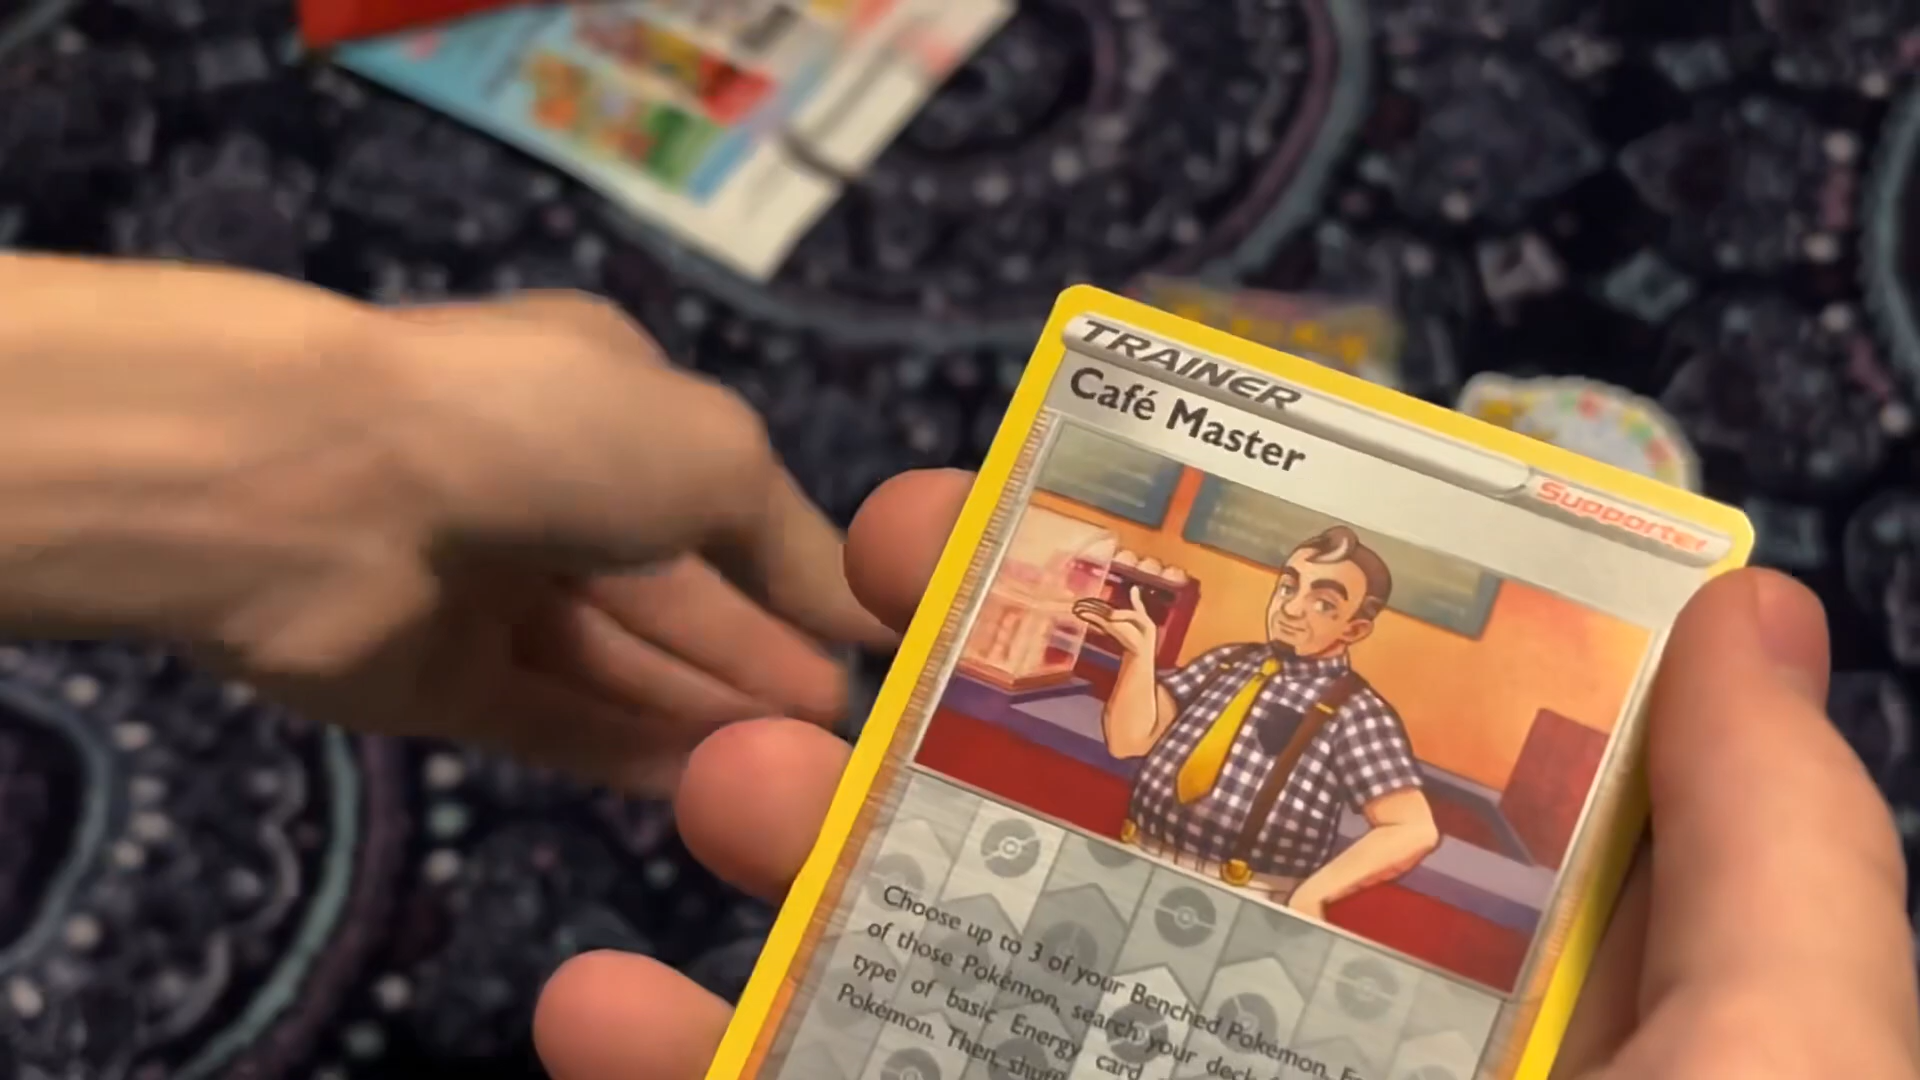 TRAINER
Café Master
Supporter
Choose up to 3 of your Benched Pokémon. F
of those Pokémon, search your deck
type of basic Energy card
Pokémon. Then, shuff